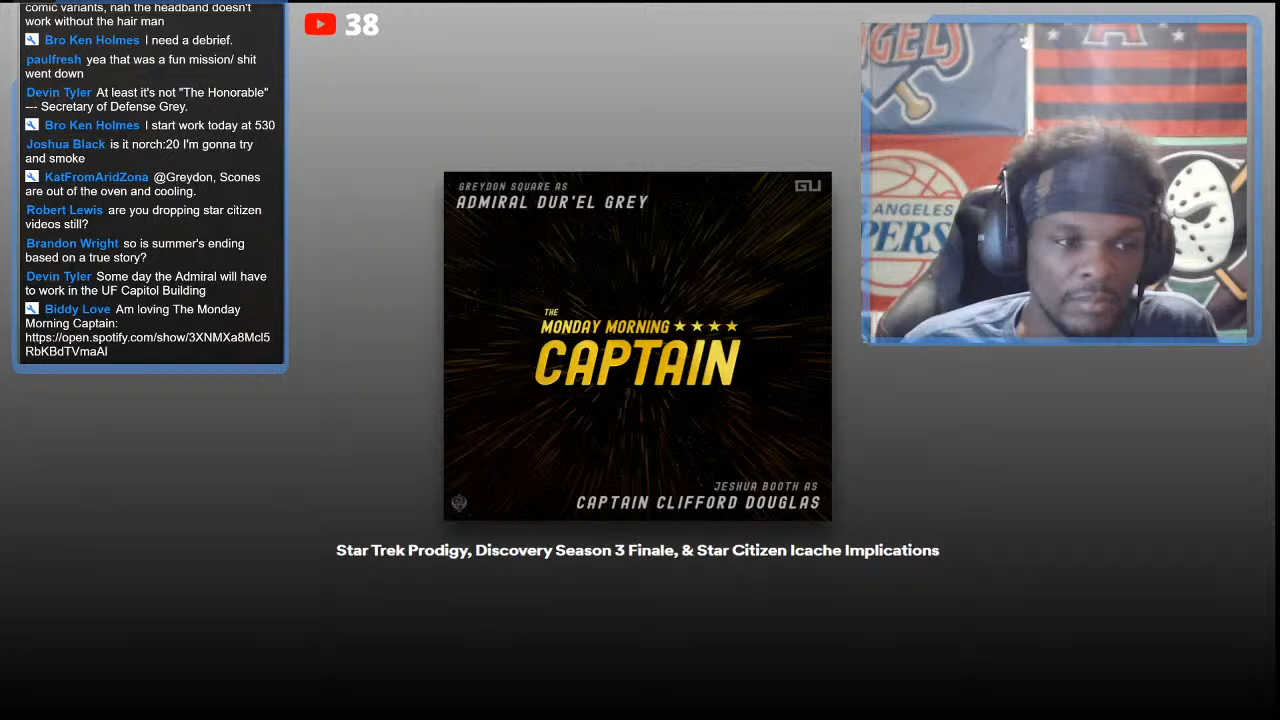 comic variants, nah the headband doesn't
work without the hair man
Bro Ken Holmes I need a debrief.
paulfresh yea that was a fun mission/ shit
went down
Devin Tyler At least it's not "The Honorable"
--- Secretary of Defense Grey.
Bro Ken Holmes I start work today at 530
Joshua Black is it norch:20 I'm gonna try
and smoke
KatFromAridZona @Greydon, Scones
are out of the oven and cooling.
Robert Lewis are you dropping star citizen
videos still?
Brandon Wright so is summer's ending
based on a true story?
Devin Tyler Some day the Admiral will have
to work in the UF Capitol Building
Biddy Love Am loving The Monday
Morning Captain:
https://open.spotify.com/show/3XNMXa8Mcl5
RbKBdTVmaAl
38
GREYDON SQUARE AS
ADMIRAL DUR'EL GREY
GU
THE
MONDAY MORNING
CAPTAIN
JESHUA BOOTH AS
CAPTAIN CLIFFORD DOUGLAS
Star Trek Prodigy, Discovery Season 3 Finale, & Star Citizen Icache Implications
NGELS
A
ANGELES
PERS